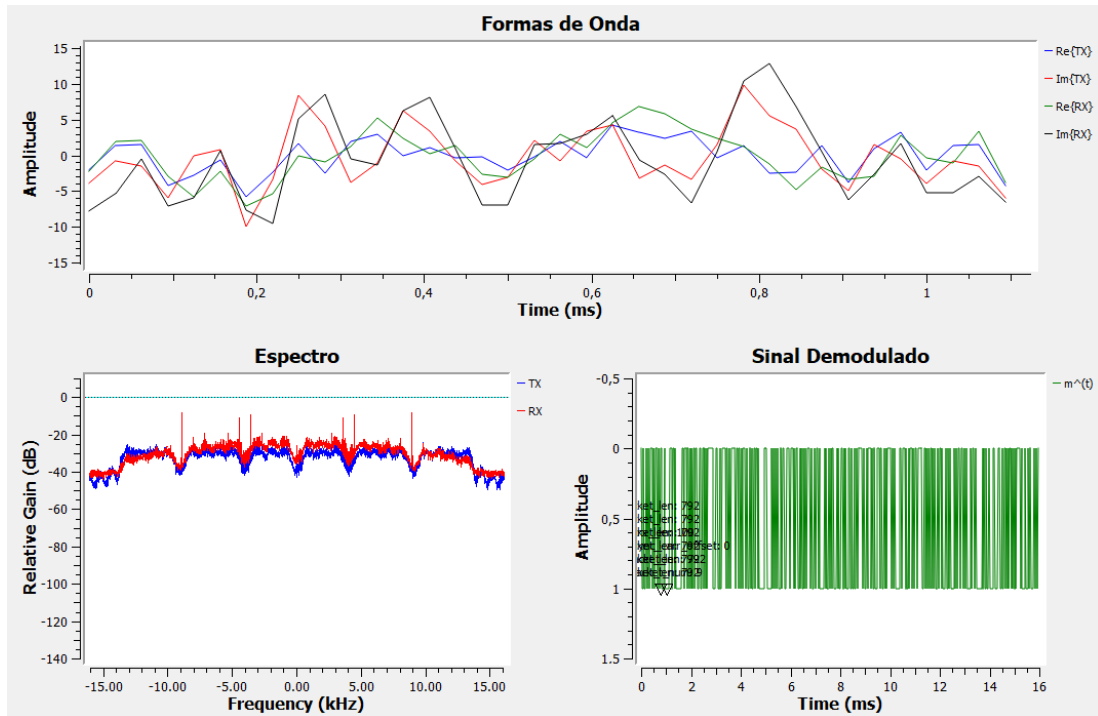 Formas de Onda
15
10
5
0
-5
-10
-15
Amplitude
0 0,2 0,4 0,6 0,8 1
Time (ms)
Re{TX}
Im{TX}
Re{RX}
Im{RX}
Espectro
0
-20
-40
-60
-80
-100
-120
-140
Relative Gain (dB)
-15.00 -10.00 -5.00 0.00 5.00 10.00 15.00
Frequency (kHz)
TX
RX
Sinal Demodulado
-0,5
0
0,5
1
1.5
Amplitude
ket_len: 792
ket_len: 792
0 2 4 6 8 10 12 14 16
Time (ms)
m^(t)